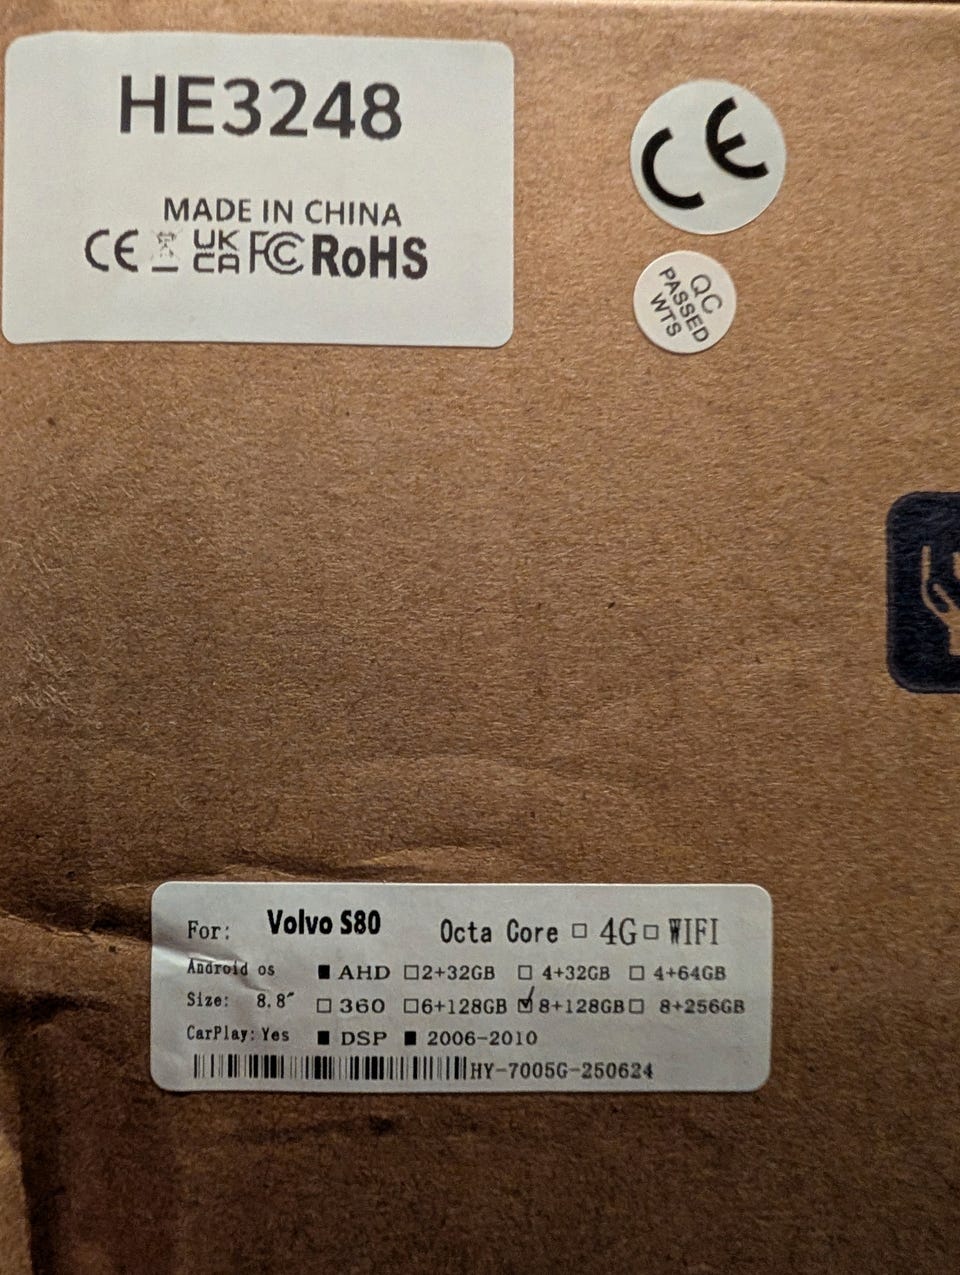 HE3248
MADE IN CHINA
CE UK CA FC RoHS
CE
QC
PASSED
WTS
For: Volvo S80 Octa Core □ 4G □ WIFI
Android os ■ AHD □2+32GB □ 4+32GB □ 4+64GB
Size: 8.8″ □ 360 □6+128GB ☑8+128GB □ 8+256GB
CarPlay: Yes ■ DSP ■ 2006-2010
HY-7005G-250624